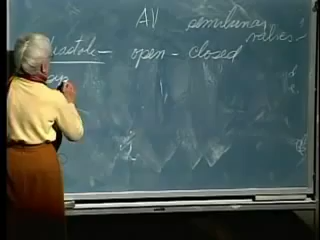 AV semilunar
valves-
diastole- open - closed